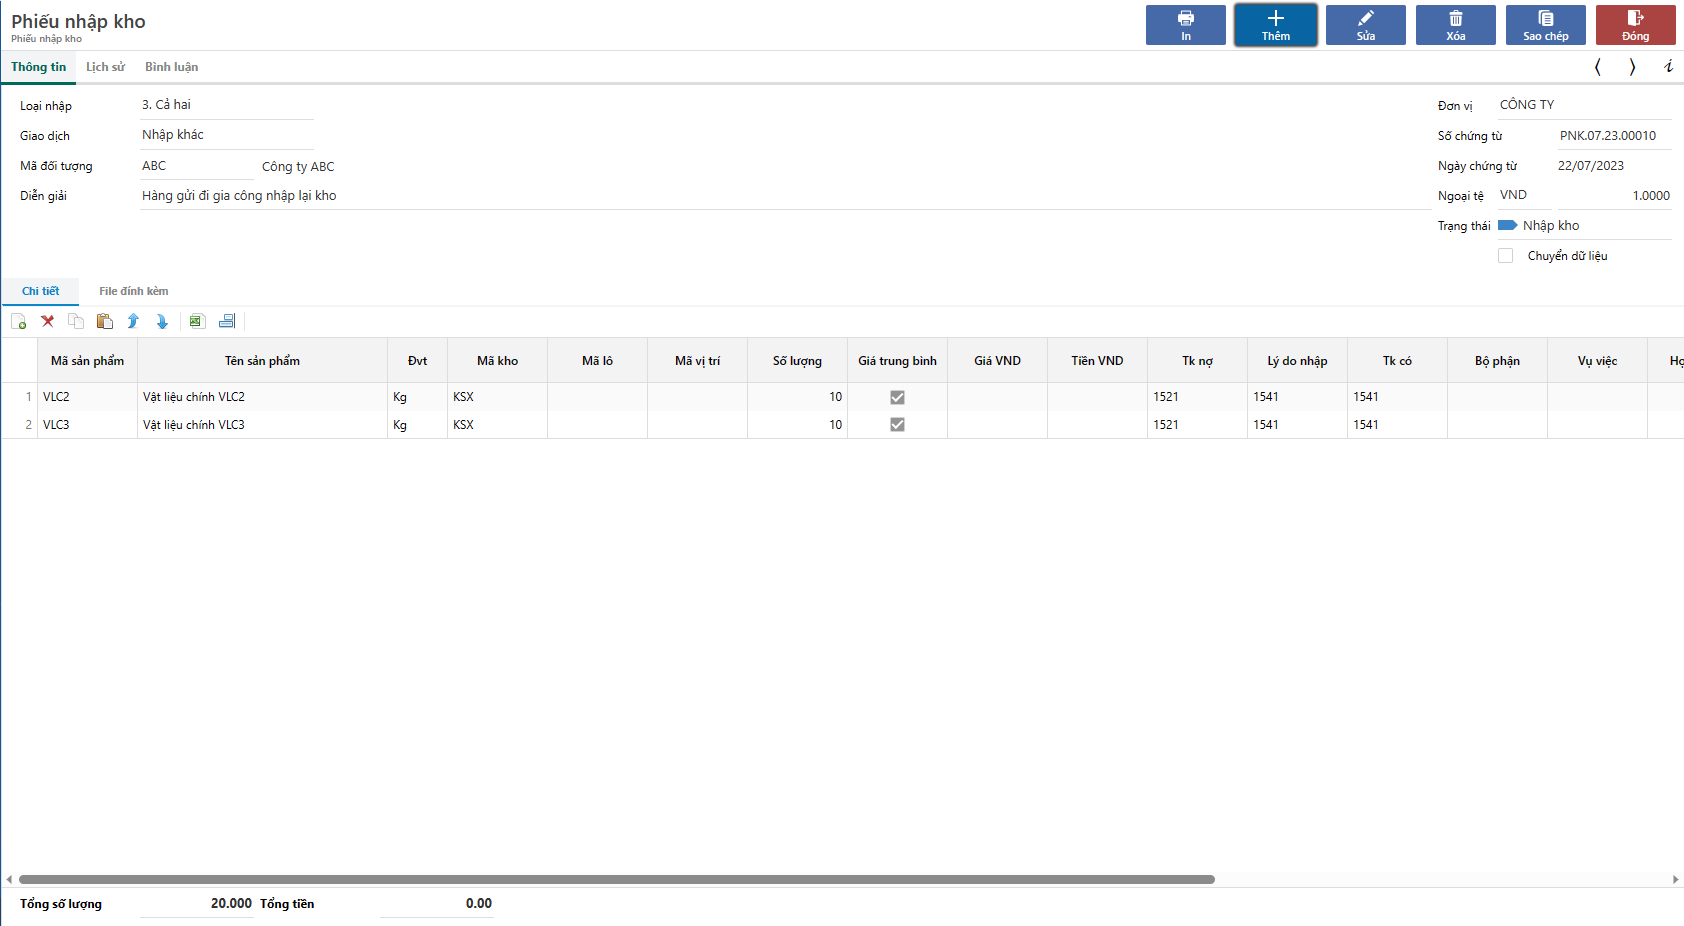 Phiếu nhập kho
Phiếu nhập kho
In Thêm Sửa Xóa Sao chép Đóng
Thông tin Lịch sử Bình luận
Loại nhập 3. Cả hai
Giao dịch Nhập khác
Mã đối tượng ABC Công ty ABC
Diễn giải Hàng gửi đi gia công nhập lại kho
Đơn vị CÔNG TY
Số chứng từ PNK.07.23.00010
Ngày chứng từ 22/07/2023
Ngoại tệ VND 1.0000
Trạng thái Nhập kho
Chuyển dữ liệu
Chi tiết File đính kèm
Mã sản phẩm Tên sản phẩm Đvt Mã kho Mã lô Mã vị trí Số lượng Giá trung bình Giá VND Tiền VND Tk nợ Lý do nhập Tk có Bộ phận Vụ việc Hợ
1 VLC2 Vật liệu chính VLC2 Kg KSX 10 1521 1541 1541
2 VLC3 Vật liệu chính VLC3 Kg KSX 10 1521 1541 1541
Tổng số lượng 20.000 Tổng tiền 0.00